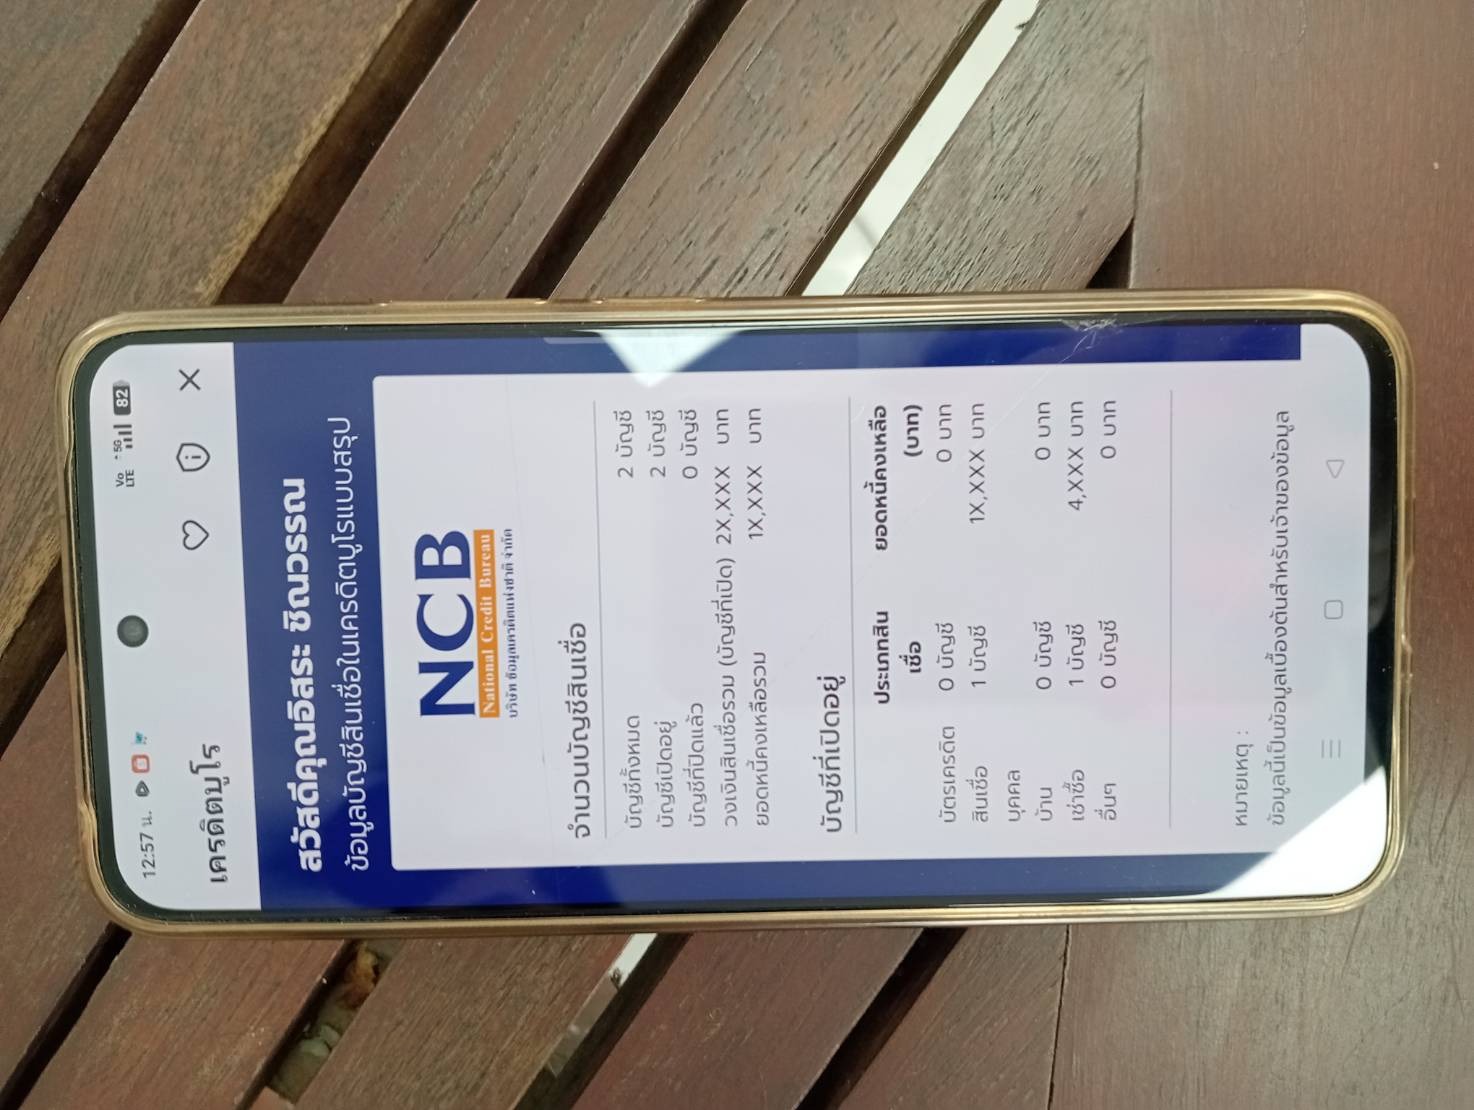 12:57 น. Vo LTE 5G 82
เครดิตบูโร
สวัสดีคุณอิสระ ชิณวรรณ
ข้อมูลบัญชีสินเชื่อในเครดิตบูโรแบบสรุป
NCB
National Credit Bureau
บริษัท ข้อมูลเครดิตแห่งชาติ จำกัด
จำนวนบัญชีสินเชื่อ
บัญชีทั้งหมด 2 บัญชี
บัญชีเปิดอยู่ 2 บัญชี
บัญชีที่ปิดแล้ว 0 บัญชี
วงเงินสินเชื่อรวม (บัญชีที่เปิด) 2X,XXX บาท
ยอดหนี้คงเหลือรวม 1X,XXX บาท
บัญชีที่เปิดอยู่
ประเภทสิน ยอดหนี้คงเหลือ
เชื่อ (บาท)
บัตรเครดิต 0 บัญชี 0 บาท
สินเชื่อ 1 บัญชี 1X,XXX บาท
บุคคล
บ้าน 0 บัญชี 0 บาท
เช่าซื้อ 1 บัญชี 4,XXX บาท
อื่นๆ 0 บัญชี 0 บาท
หมายเหตุ :
ข้อมูลนี้เป็นข้อมูลเบื้องต้นสำหรับเจ้าของข้อมูล